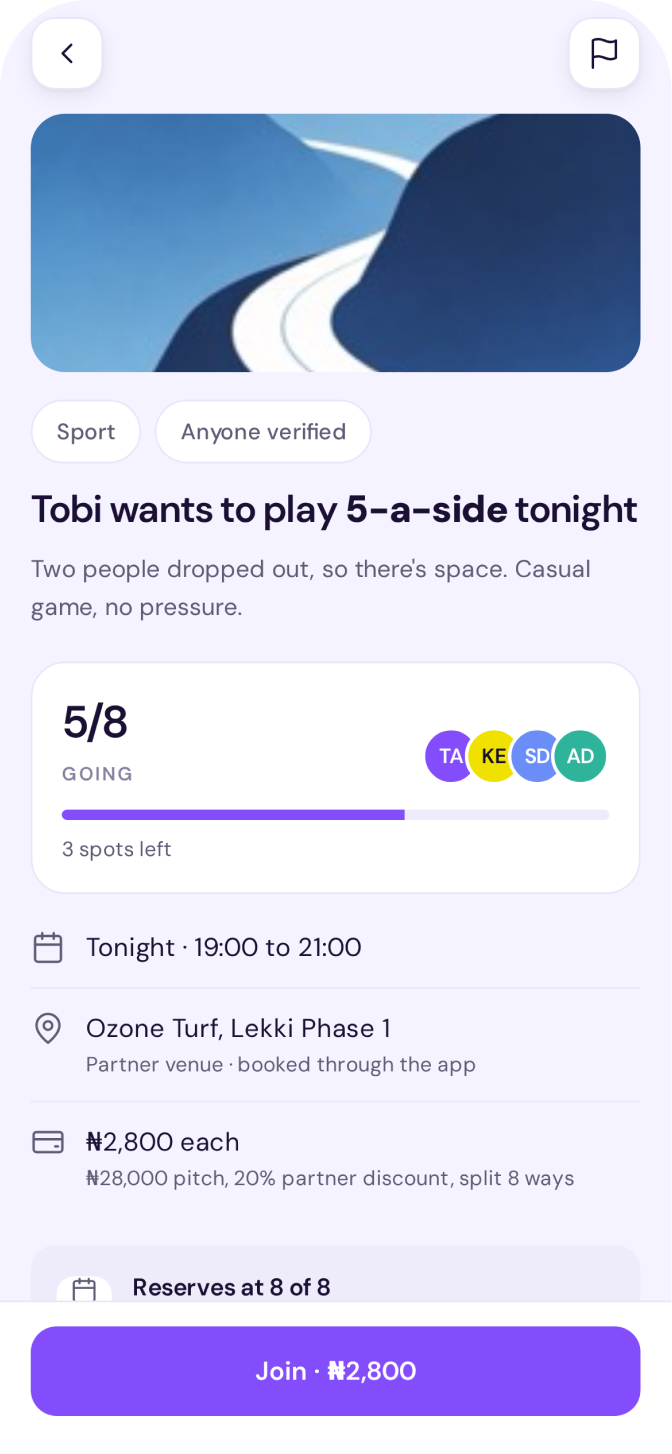 Sport
Anyone verified
Tobi wants to play 5-a-side tonight
Two people dropped out, so there's space. Casual
game, no pressure.
5/8
GOING
TA KE SD AD
3 spots left
Tonight · 19:00 to 21:00
Ozone Turf, Lekki Phase 1
Partner venue · booked through the app
₦2,800 each
₦28,000 pitch, 20% partner discount, split 8 ways
Reserves at 8 of 8
Join · ₦2,800